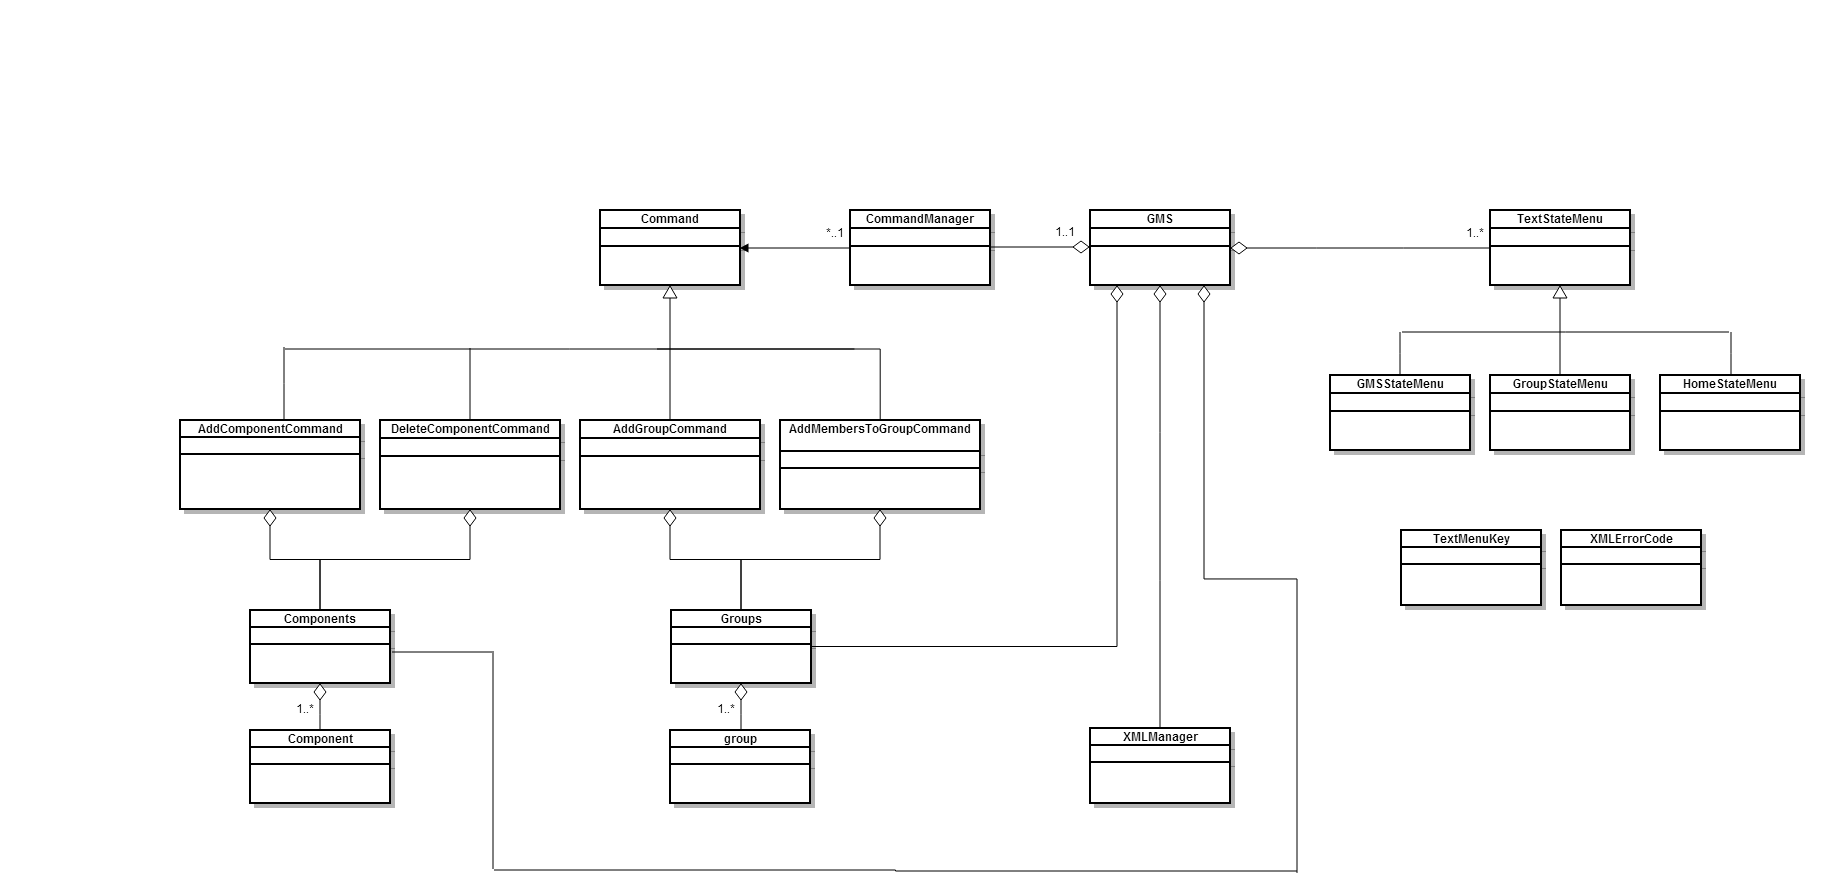 Command
CommandManager
GMS
TextStateMenu
*..1
1..1
1..*
GMSStateMenu
GroupStateMenu
HomeStateMenu
AddComponentCommand
DeleteComponentCommand
AddGroupCommand
AddMembersToGroupCommand
TextMenuKey
XMLErrorCode
Components
Groups
1..*
1..*
Component
group
XMLManager